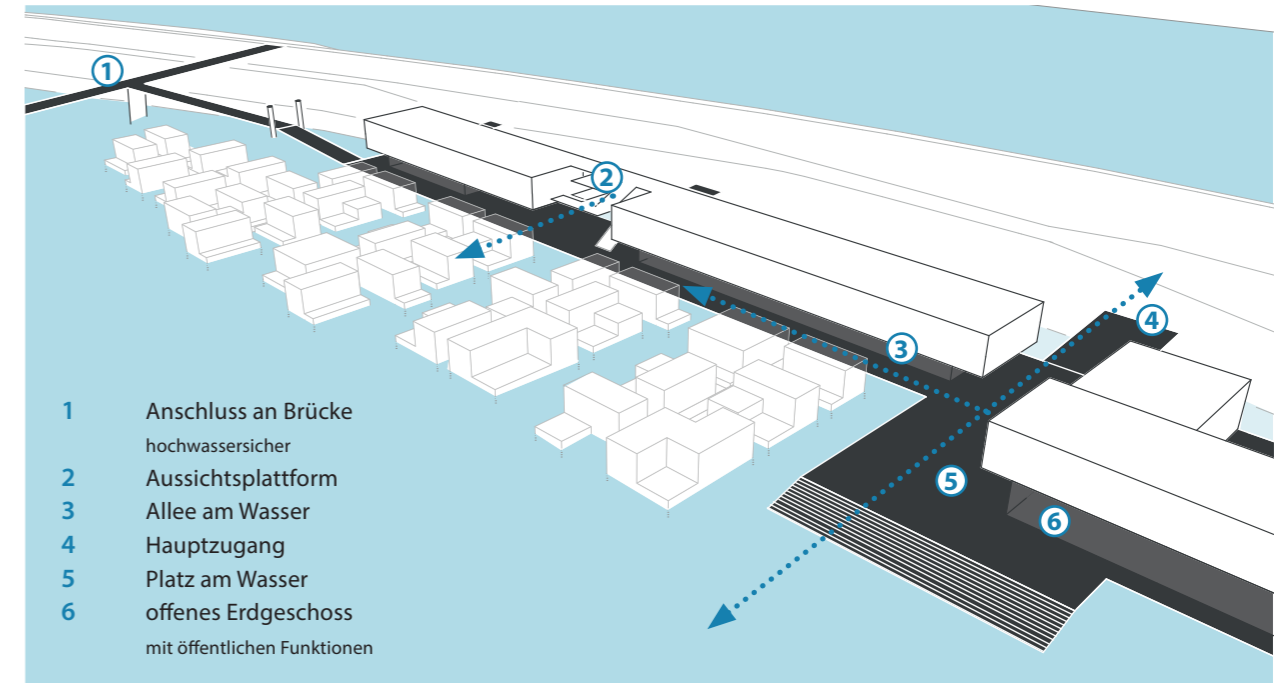 1
2
3
4
5
6
1 Anschluss an Brücke
hochwassersicher
2 Aussichtsplattform
3 Allee am Wasser
4 Hauptzugang
5 Platz am Wasser
6 offenes Erdgeschoss
mit öffentlichen Funktionen